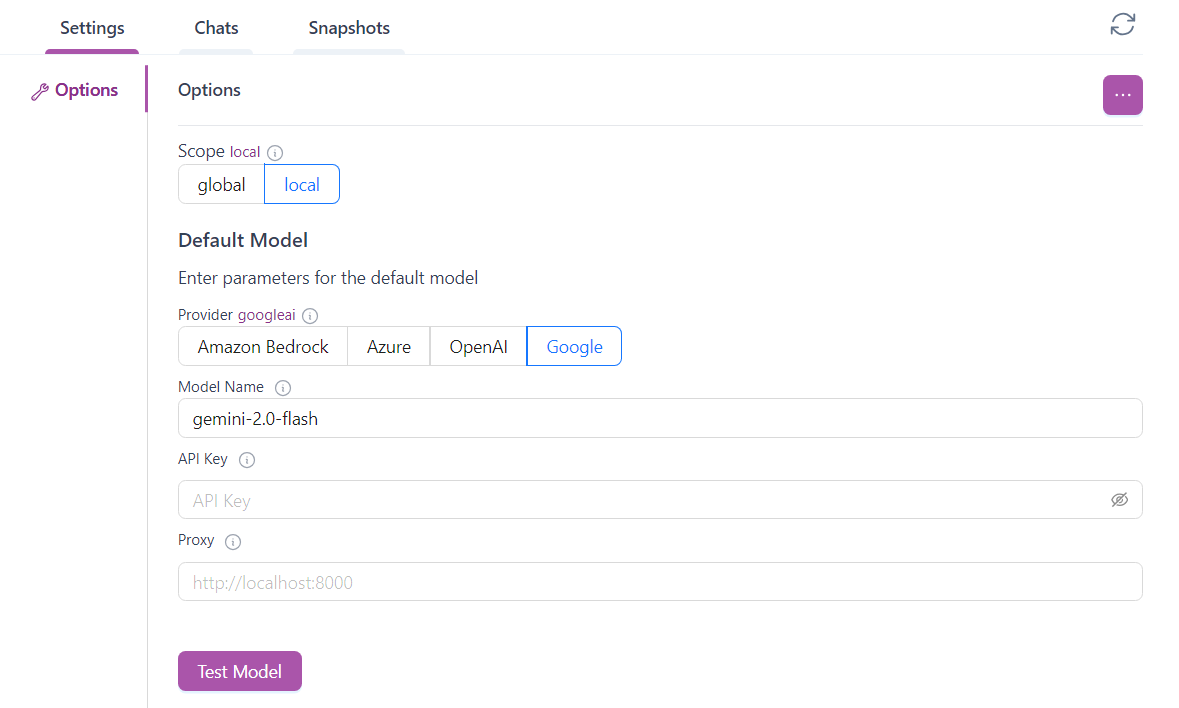 Settings Chats Snapshots
Options
Options
...
Scope local
global local
Default Model
Enter parameters for the default model
Provider googleai
Amazon Bedrock Azure OpenAI Google
Model Name
gemini-2.0-flash
API Key
API Key
Proxy
http://localhost:8000
Test Model